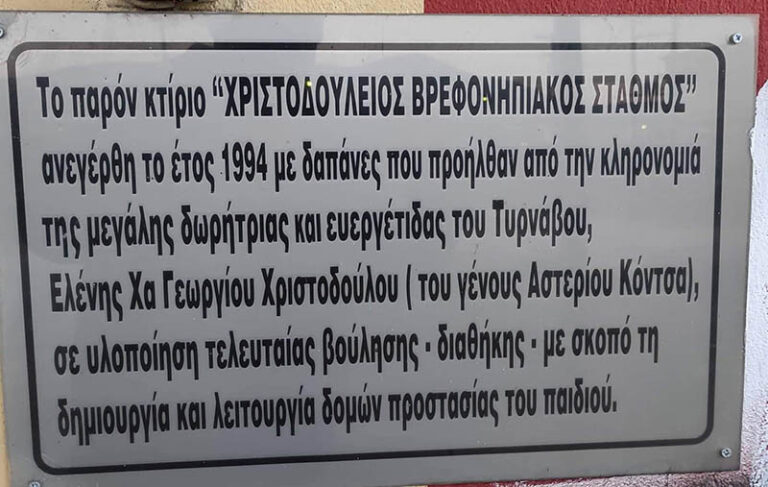 Το παρόν κτίριο “ΧΡΙΣΤΟΔΟΥΛΕΙΟΣ ΒΡΕΦΟΝΗΠΙΑΚΟΣ ΣΤΑΘΜΟΣ”
ανεγέρθη το έτος 1994 με δαπάνες που προήλθαν από την κληρονομιά
της μεγάλης δωρήτριας και ευεργέτιδας του Τυρνάβου,
Ελένης Χα Γεωργίου Χριστοδούλου ( του γένους Αστερίου Κόντσα),
σε υλοποίηση τελευταίας βούλησης - διαθήκης - με σκοπό τη
δημιουργία και λειτουργία δομών προστασίας του παιδιού.